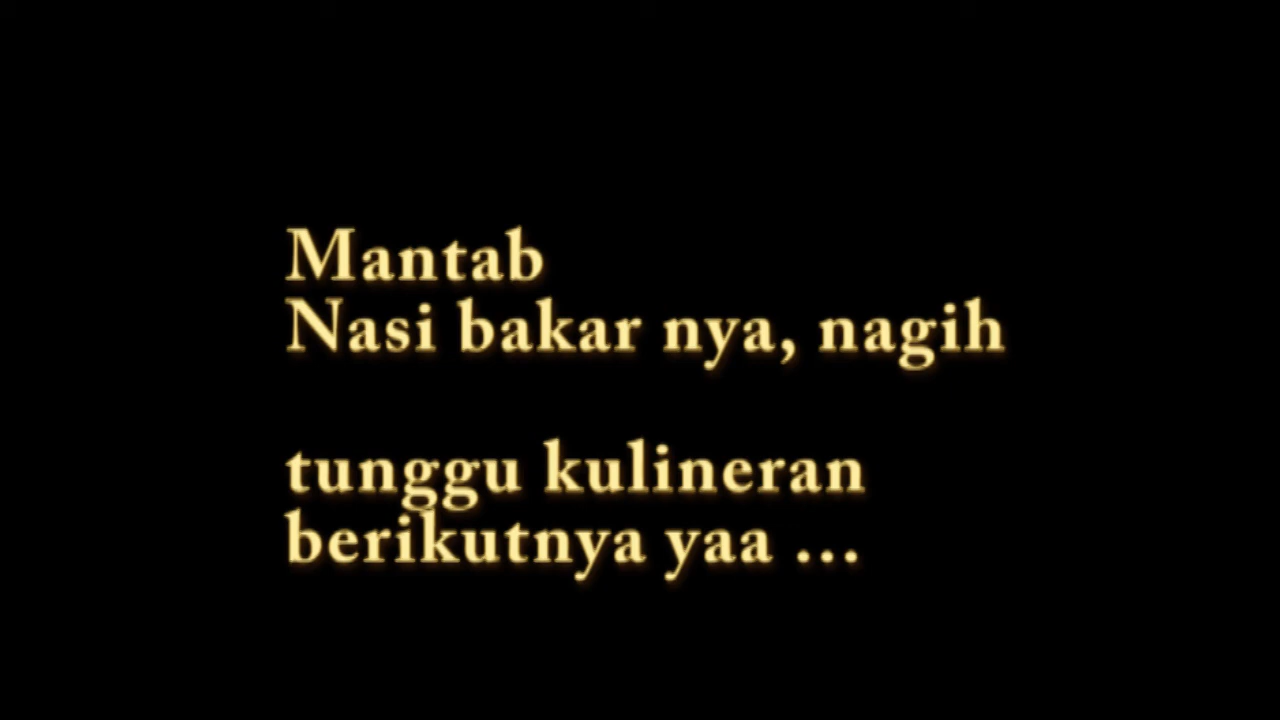 Mantab
Nasi bakar nya, nagih
tunggu kulineran
berikutnya yaa ...